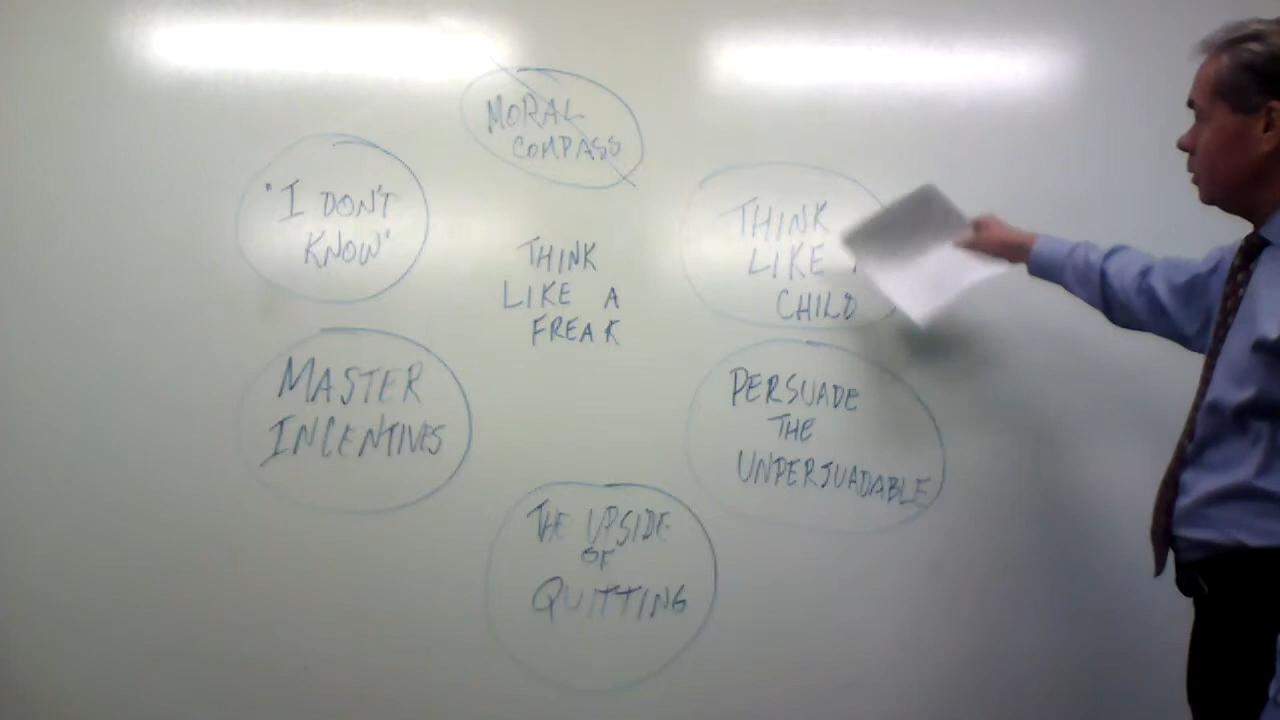 MORAL
COMPASS
"I DON'T
KNOW"
THINK
LIKE A
FREAK
THINK
LIKE
CHILD
MASTER
INCENTIVES
PERSUADE
THE
UNPERSUADABLE
THE UPSIDE
OF
QUITTING